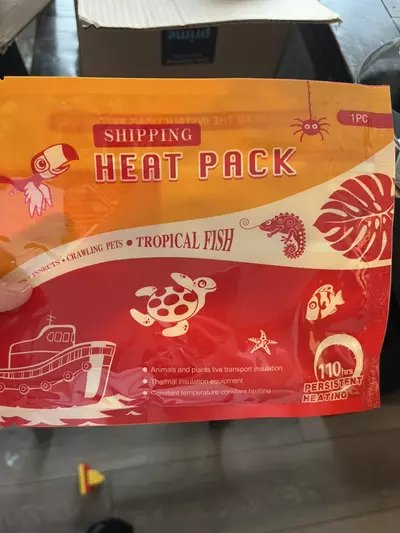 prime
SHIPPING
1PC
HEAT PACK
INSECTS • CRAWLING PETS • TROPICAL FISH
• Animals and plants live transport insulation
• Thermal insulation equipment
• Constant temperature constant heating
110hrs
PERSISTENT
HEATING